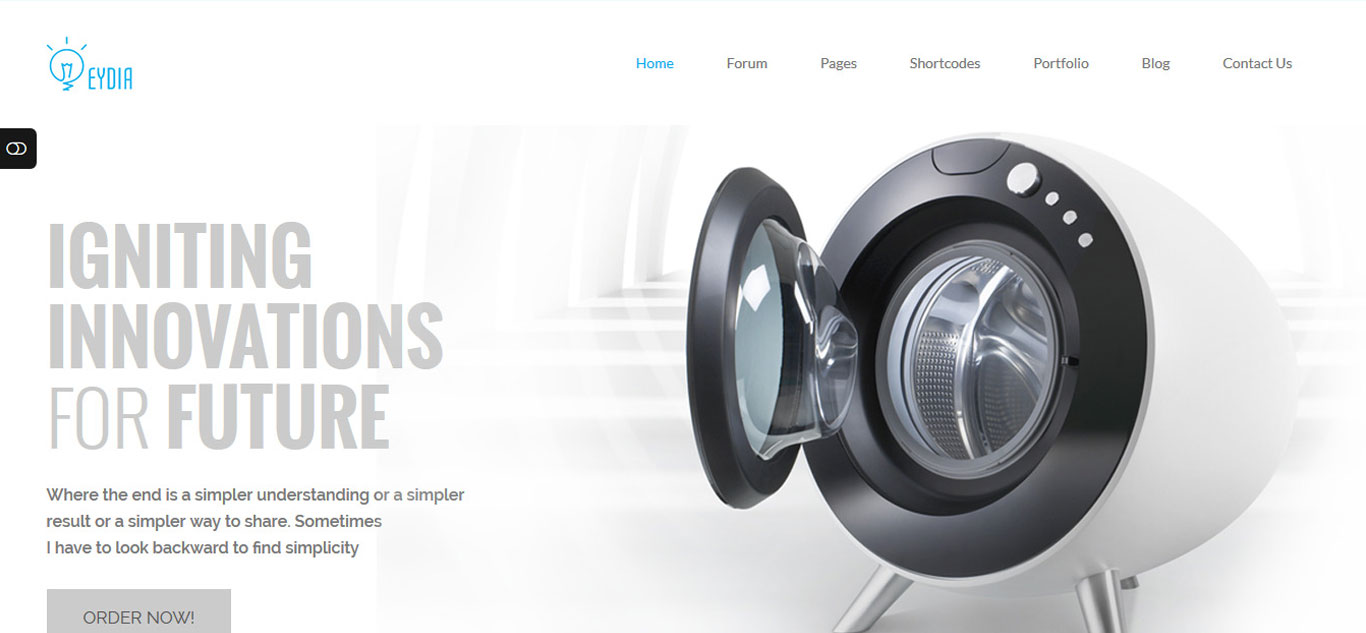 EYDIA
Home Forum Pages Shortcodes Portfolio Blog Contact Us
IGNITING
INNOVATIONS
FOR FUTURE
Where the end is a simpler understanding or a simpler
result or a simpler way to share. Sometimes
I have to look backward to find simplicity
ORDER NOW!